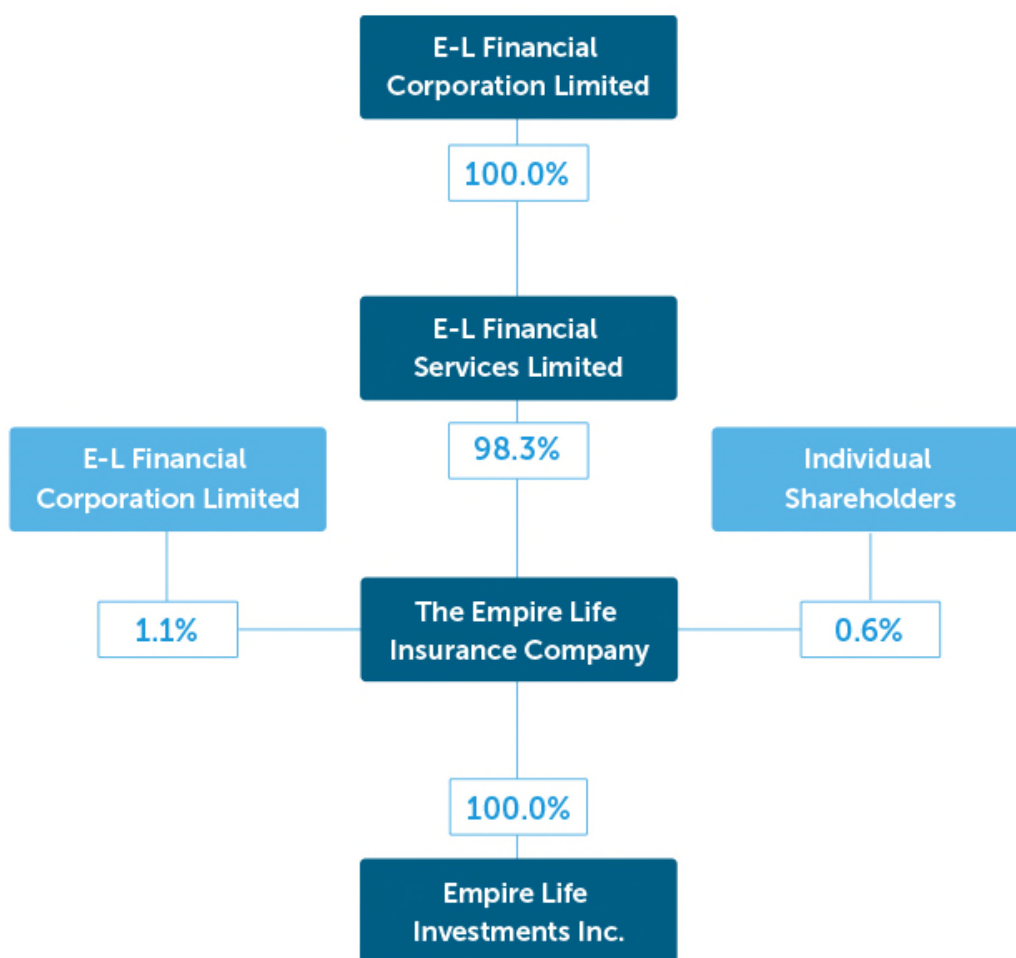 E-L Financial
Corporation Limited
100.0%
E-L Financial
Services Limited
98.3%
E-L Financial
Corporation Limited
Individual
Shareholders
1.1%
The Empire Life
Insurance Company
0.6%
100.0%
Empire Life
Investments Inc.